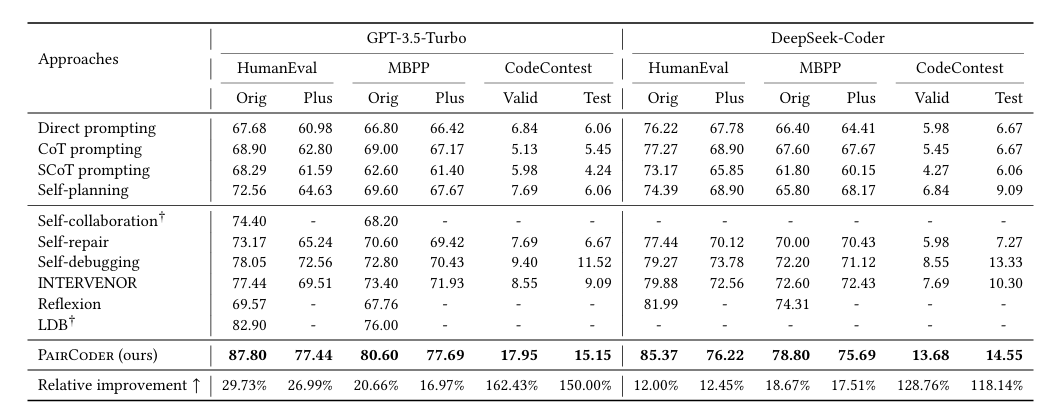 GPT-3.5-Turbo DeepSeek-Coder
Approaches
HumanEval MBPP CodeContest HumanEval MBPP CodeContest
Orig Plus Orig Plus Valid Test Orig Plus Orig Plus Valid Test
Direct prompting 67.68 60.98 66.80 66.42 6.84 6.06 76.22 67.78 66.40 64.41 5.98 6.67
CoT prompting 68.90 62.80 69.00 67.17 5.13 5.45 77.27 68.90 67.60 67.67 5.45 6.67
SCoT prompting 68.29 61.59 62.60 61.40 5.98 4.24 73.17 65.85 61.80 60.15 4.27 6.06
Self-planning 72.56 64.63 69.60 67.67 7.69 6.06 74.39 68.90 65.80 68.17 6.84 9.09
Self-collaboration† 74.40 - 68.20 - - - - - - - - -
Self-repair 73.17 65.24 70.60 69.42 7.69 6.67 77.44 70.12 70.00 70.43 5.98 7.27
Self-debugging 78.05 72.56 72.80 70.43 9.40 11.52 79.27 73.78 72.20 71.12 8.55 13.33
INTERVENOR 77.44 69.51 73.40 71.93 8.55 9.09 79.88 72.56 72.60 72.43 7.69 10.30
Reflexion 69.57 - 67.76 - - - 81.99 - 74.31 - - -
LDB† 82.90 - 76.00 - - - - - - - - -
PairCoder (ours) 87.80 77.44 80.60 77.69 17.95 15.15 85.37 76.22 78.80 75.69 13.68 14.55
Relative improvement ↑ 29.73% 26.99% 20.66% 16.97% 162.43% 150.00% 12.00% 12.45% 18.67% 17.51% 128.76% 118.14%